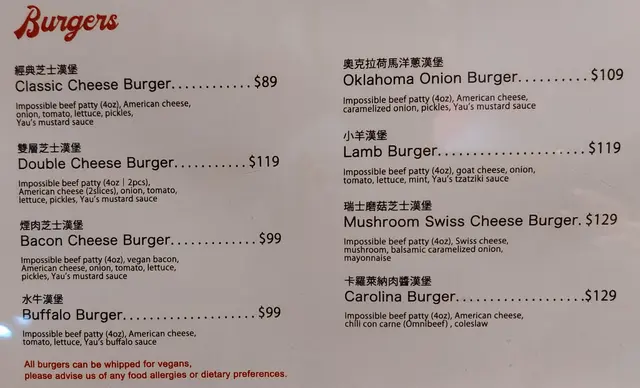 Burgers
經典芝士漢堡
Classic Cheese Burger............$89
Impossible beef patty (4oz), American cheese,
onion, tomato, lettuce, pickles,
Yau's mustard sauce
雙層芝士漢堡
Double Cheese Burger...........$119
Impossible beef patty (4oz | 2pcs),
American cheese (2slices), onion, tomato,
lettuce, pickles, Yau's mustard sauce
煙肉芝士漢堡
Bacon Cheese Burger.............$99
Impossible beef patty (4oz), vegan bacon,
American cheese, onion, tomato, lettuce,
pickles, Yau's mustard sauce
水牛漢堡
Buffalo Burger....................$99
Impossible beef patty (4oz), American cheese,
tomato, lettuce, Yau's buffalo sauce
All burgers can be whipped for vegans,
please advise us of any food allergies or dietary preferences.
奧克拉荷馬洋蔥漢堡
Oklahoma Onion Burger..........$109
Impossible beef patty (4oz), American cheese,
caramelized onion, pickles, Yau's mustard sauce
小羊漢堡
Lamb Burger.....................$119
Impossible beef patty (4oz), goat cheese, onion,
tomato, lettuce, mint, Yau's tzatziki sauce
瑞士磨菇芝士漢堡
Mushroom Swiss Cheese Burger. $129
Impossible beef patty (4oz), Swiss cheese,
mushroom, balsamic caramelized onion,
mayonnaise
卡羅萊納肉醬漢堡
Carolina Burger...................$129
Impossible beef patty (4oz), American cheese,
chili con carne (Omnibeef) , coleslaw